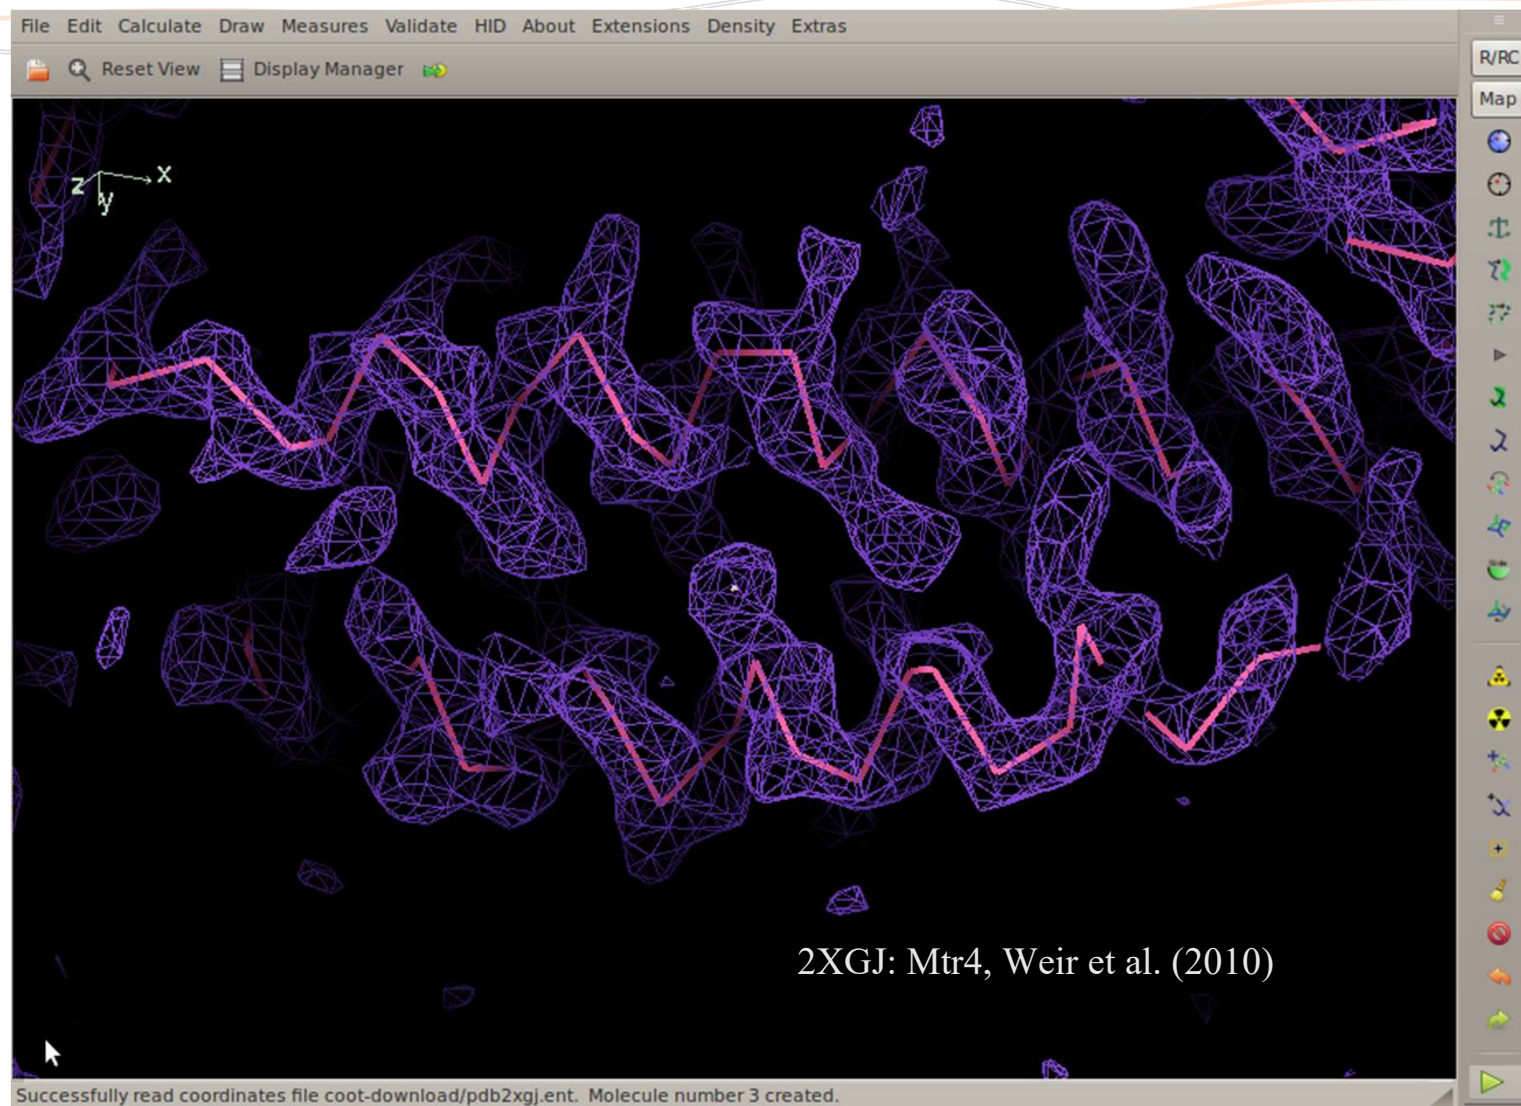 File Edit Calculate Draw Measures Validate HID About Extensions Density Extras
R/RC
Reset View Display Manager
Map
x
z
y
2XGJ: Mtr4, Weir et al. (2010)
Successfully read coordinates file coot-download/pdb2xgj.ent. Molecule number 3 created.